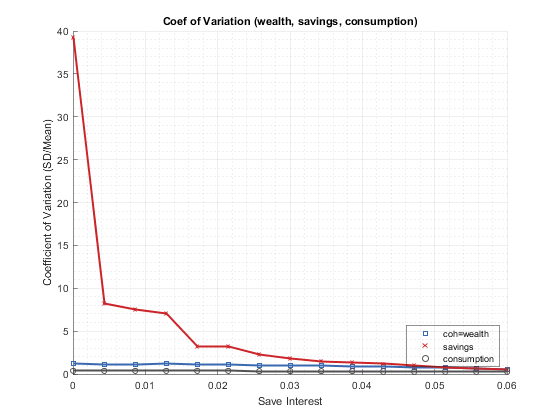 Coef of Variation (wealth, savings, consumption)
Coefficient of Variation (SD/Mean)
40
35
30
25
20
15
10
5
0
coh=wealth
savings
consumption
0 0.01 0.02 0.03 0.04 0.05 0.06
Save Interest